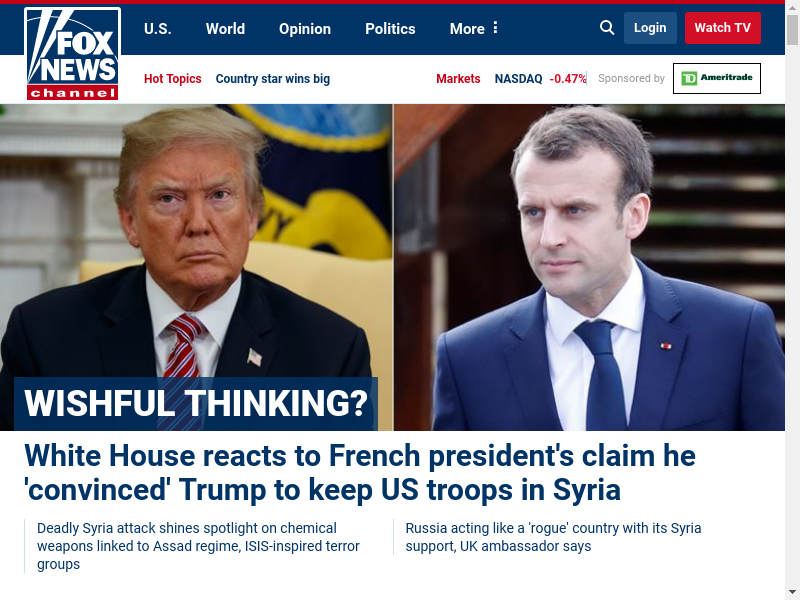 FOX
NEWS
channel
U.S.
World
Opinion
Politics
More
Login
Watch TV
Hot Topics
Country star wins big
Markets
NASDAQ -0.47%
Sponsored by
TD Ameritrade
WISHFUL THINKING?
White House reacts to French president's claim he
'convinced' Trump to keep US troops in Syria
Deadly Syria attack shines spotlight on chemical
weapons linked to Assad regime, ISIS-inspired terror
groups
Russia acting like a 'rogue' country with its Syria
support, UK ambassador says